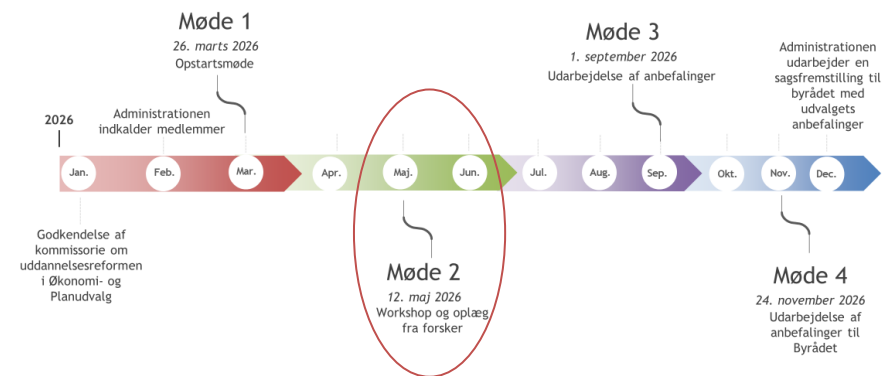 Møde 1
26. marts 2026
Opstartsmøde
Møde 3
1. september 2026
Udarbejdelse af anbefalinger
Administrationen
udarbejder en
sagsfremstilling til
byrådet med
udvalgets
anbefalinger
2026
Administrationen
indkalder medlemmer
Jan.
Feb.
Mar.
Apr.
Maj.
Jun.
Jul.
Aug.
Sep.
Okt.
Nov.
Dec.
Godkendelse af
kommissorie om
uddannelsesreformen
i Økonomi- og
Planudvalg
Møde 2
12. maj 2026
Workshop og oplæg
fra forsker
Møde 4
24. november 2026
Udarbejdelse af
anbefalinger til
Byrådet